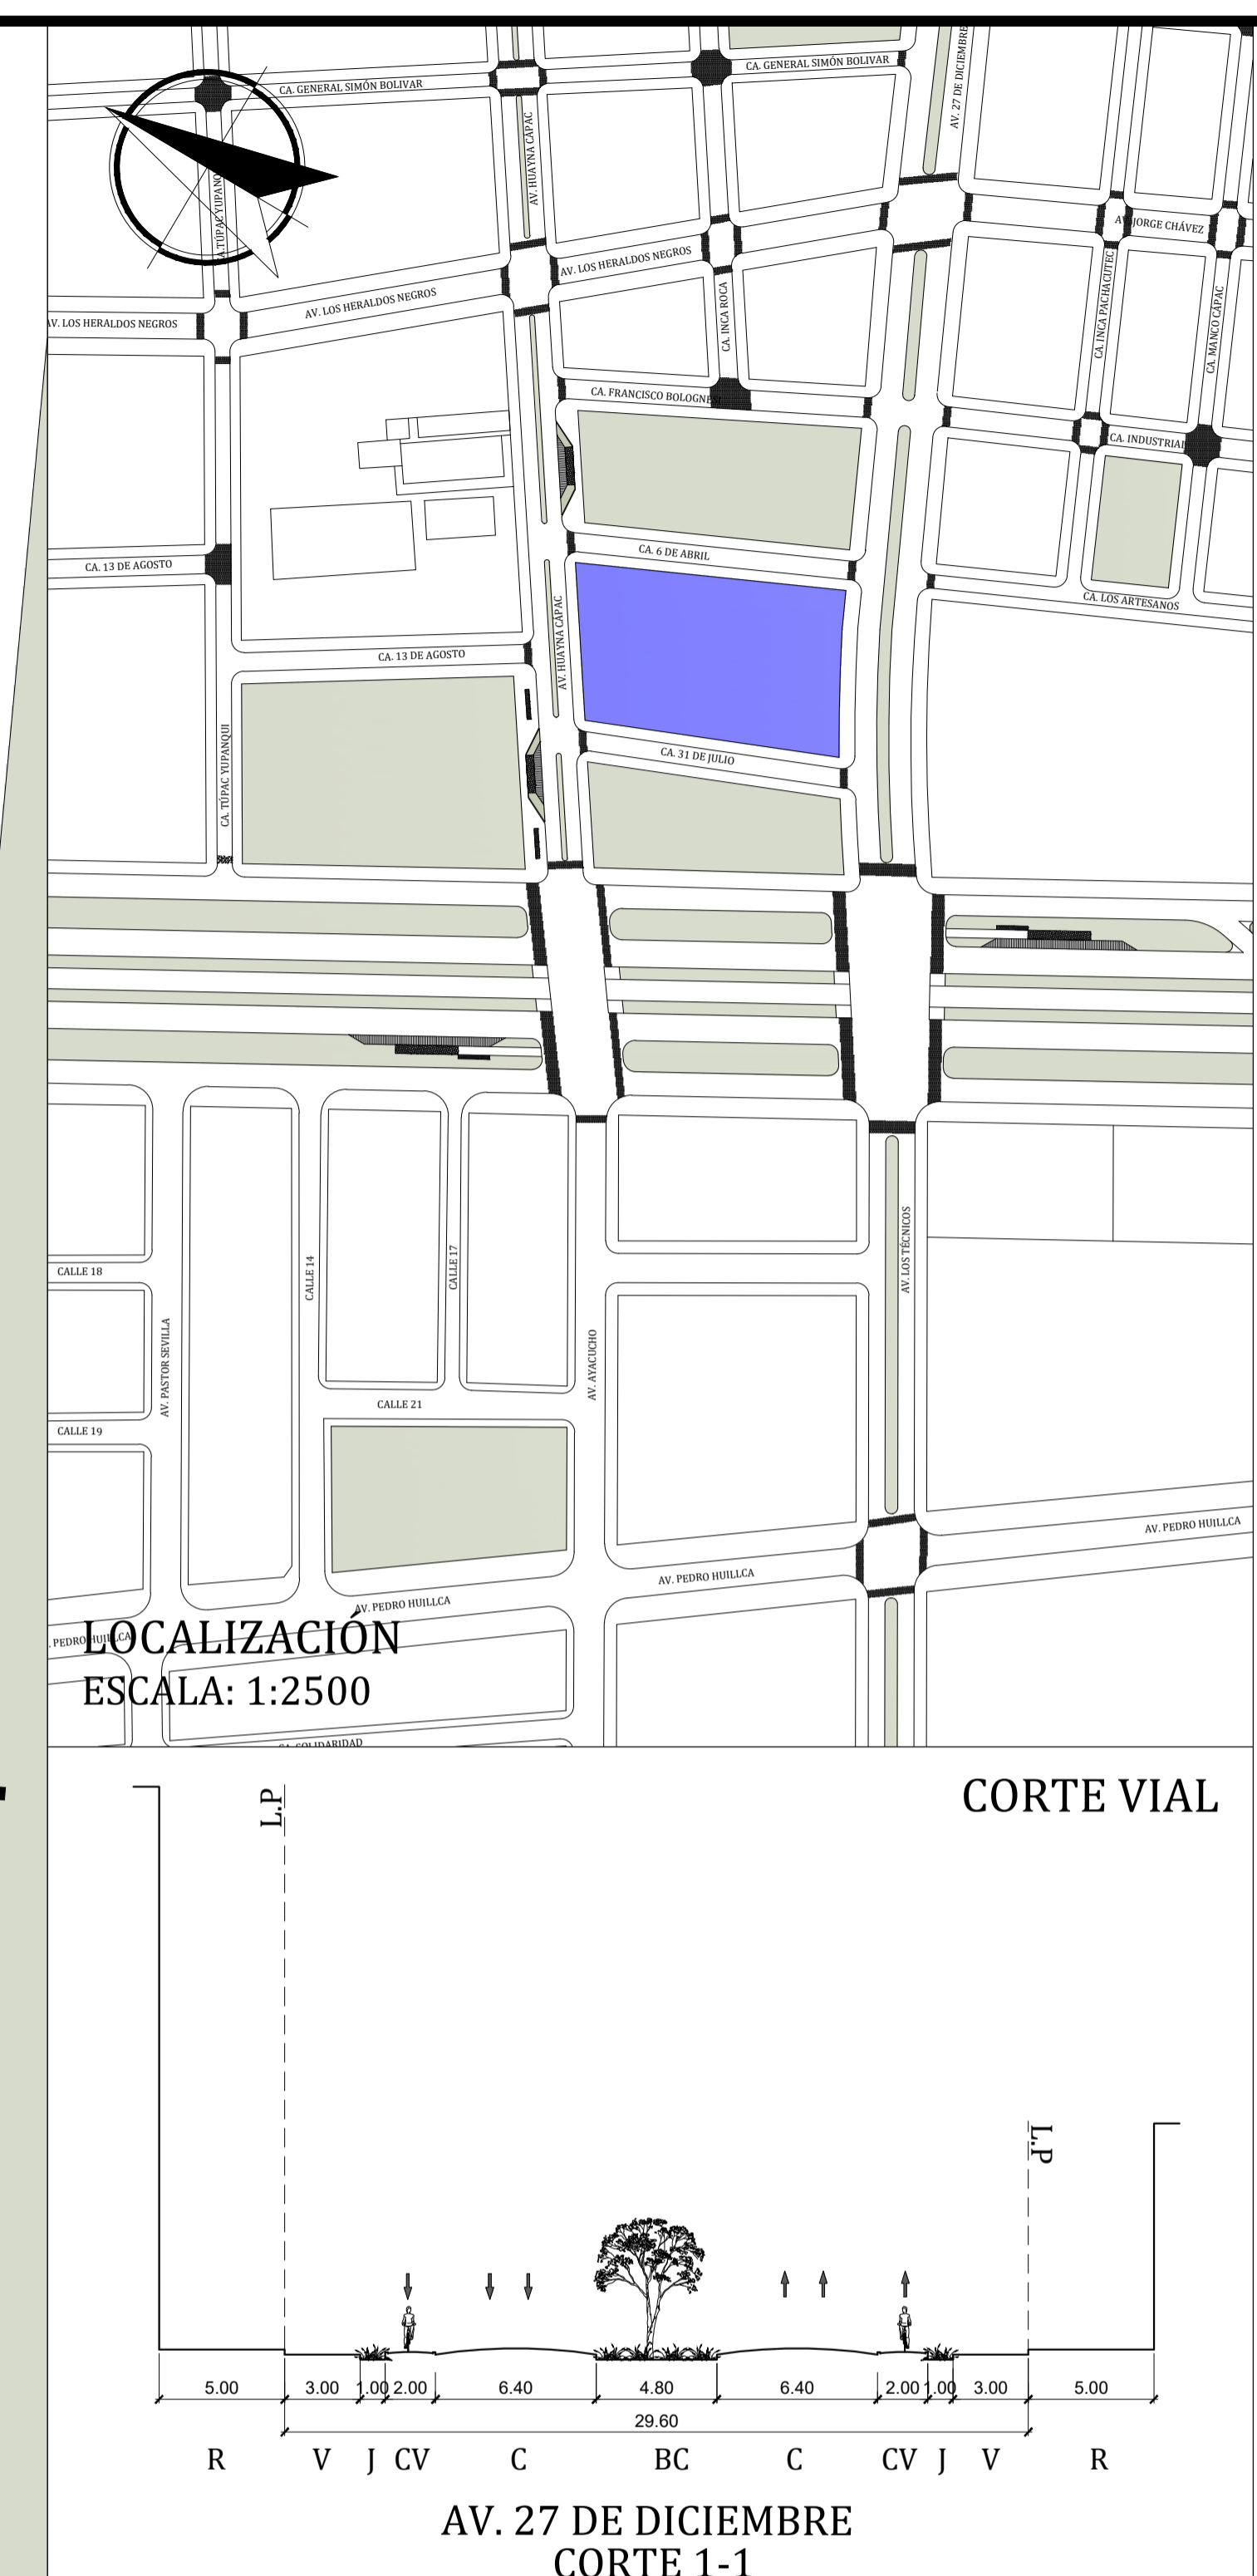 CA. GENERAL SIMÓN BOLIVAR
CA. GENERAL SIMÓN BOLIVAR
AV. 27 DE DICIEMBRE
AV. HUAYNA CÁPAC
AV. JORGE CHÁVEZ
AV. LOS HERALDOS NEGROS
AV. LOS HERALDOS NEGROS
AV. LOS HERALDOS NEGROS
CA. INCA ROCA
CA. INCA PACHACUTEC
CA. MANCO CÁPAC
CA. FRANCISCO BOLOGNESI
CA. INDUSTRIAL
CA. 6 DE ABRIL
CA. 13 DE AGOSTO
CA. LOS ARTESANOS
AV. HUAYNA CÁPAC
CA. 13 DE AGOSTO
CA. 31 DE JULIO
CA. TÚPAC YUPANQUI
CALLE 18
CALLE 14
CALLE 17
AV. LOS TÉCNICOS
AV. PASTOR SEVILLA
AV. AYACUCHO
CALLE 21
CALLE 19
AV. PEDRO HUILLCA
AV. PEDRO HUILLCA
AV. PEDRO HUILLCA
. PEDRO HUILLCA
LOCALIZACIÓN
ESCALA: 1:2500
CA. SOLIDARIDAD
CORTE VIAL
L.P
L.P
5.00 3.00 1.00 2.00 6.40 4.80 6.40 2.00 1.00 3.00 5.00
29.60
R V J CV C BC C CV J V R
AV. 27 DE DICIEMBRE
CORTE 1-1